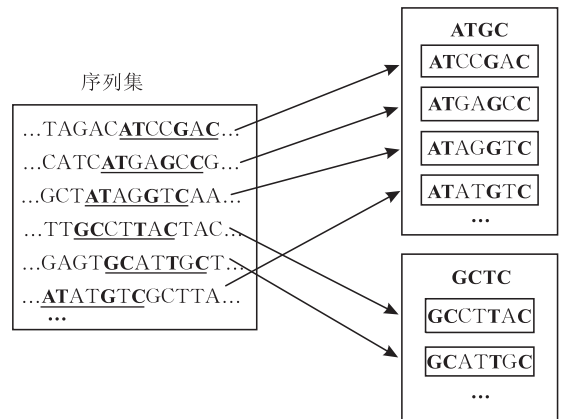 序列集
...TAGACATCCGAC...
...CATCATGAGCCG...
...GCTATAGGTCAA...
...TTGCCTTACTAC...
...GAGTGCATTGCT...
...ATATGTCGCTTA...
...
ATGC
ATCCGAC
ATGAGCC
ATAGGTC
ATATGTC
...
GCTC
GCCTTAC
GCATTGC
...